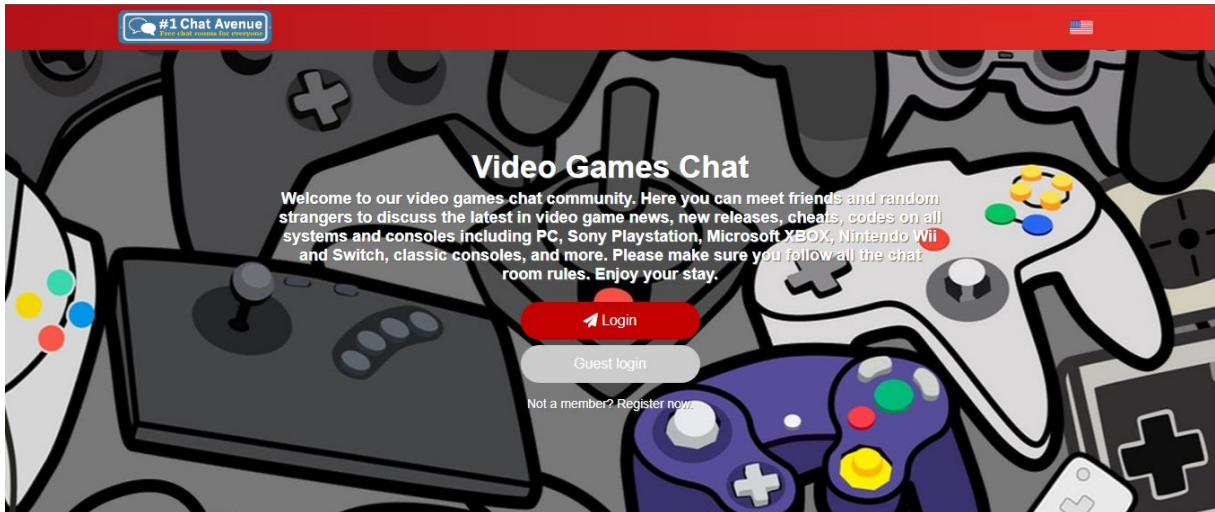 #1 Chat Avenue
Free chat rooms for everyone
Video Games Chat
Welcome to our video games chat community. Here you can meet friends and random
strangers to discuss the latest in video game news, new releases, cheats, codes on all
systems and consoles including PC, Sony Playstation, Microsoft XBOX, Nintendo Wii
and Switch, classic consoles, and more. Please make sure you follow all the chat
room rules. Enjoy your stay.
Login
Guest login
Not a member? Register now.